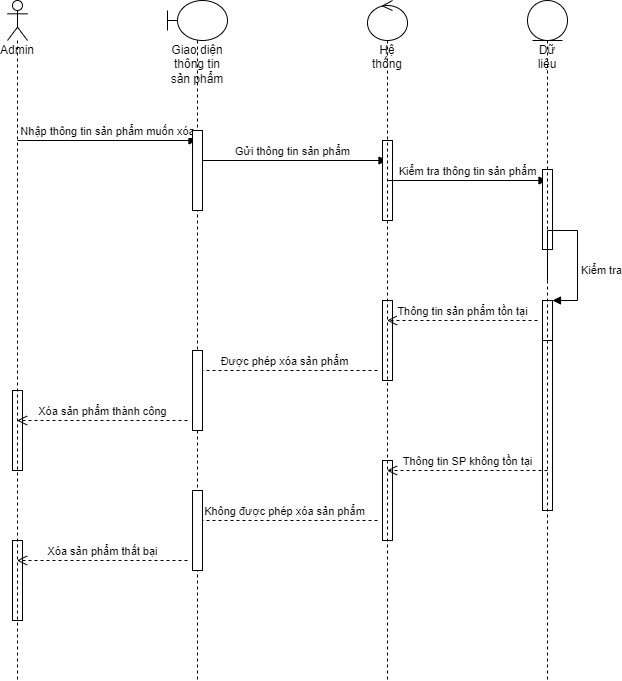 Admin
Giao diện
thông tin
sản phẩm
Hệ
thống
Dữ
liệu
Nhập thông tin sản phẩm muốn xóa
Gửi thông tin sản phẩm
Kiểm tra thông tin sản phẩm
Kiểm tra
Thông tin sản phẩm tồn tại
Được phép xóa sản phẩm
Xóa sản phẩm thành công
Thông tin SP không tồn tại
Không được phép xóa sản phẩm
Xóa sản phẩm thất bại